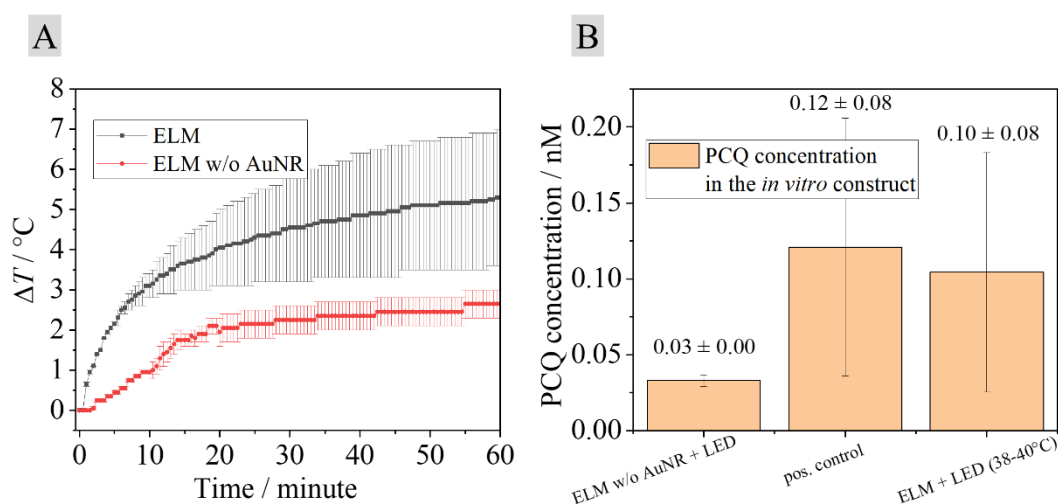 A
8
7
6
5
4
3
2
1
0
ΔT / °C
ELM
ELM w/o AuNR
0 10 20 30 40 50 60
Time / minute
B
0.20
0.15
0.10
0.05
0.00
PCQ concentration / nM
PCQ concentration
in the in vitro construct
0.03 ± 0.00
0.12 ± 0.08
0.10 ± 0.08
ELM w/o AuNR + LED
pos. control
ELM + LED (38-40°C)